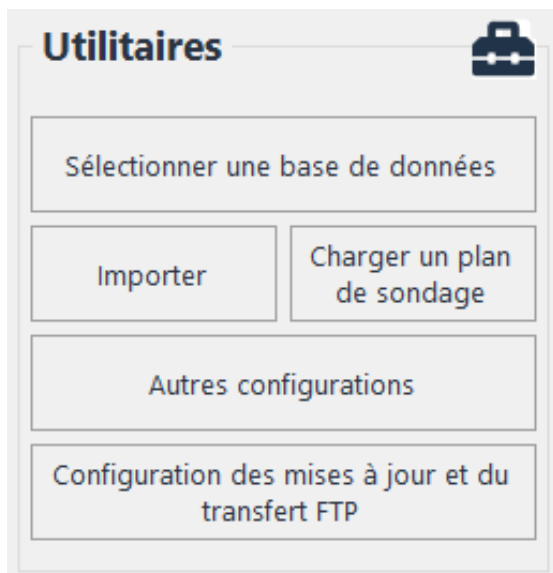 Utilitaires
Sélectionner une base de données
Importer
Charger un plan
de sondage
Autres configurations
Configuration des mises à jour et du
transfert FTP